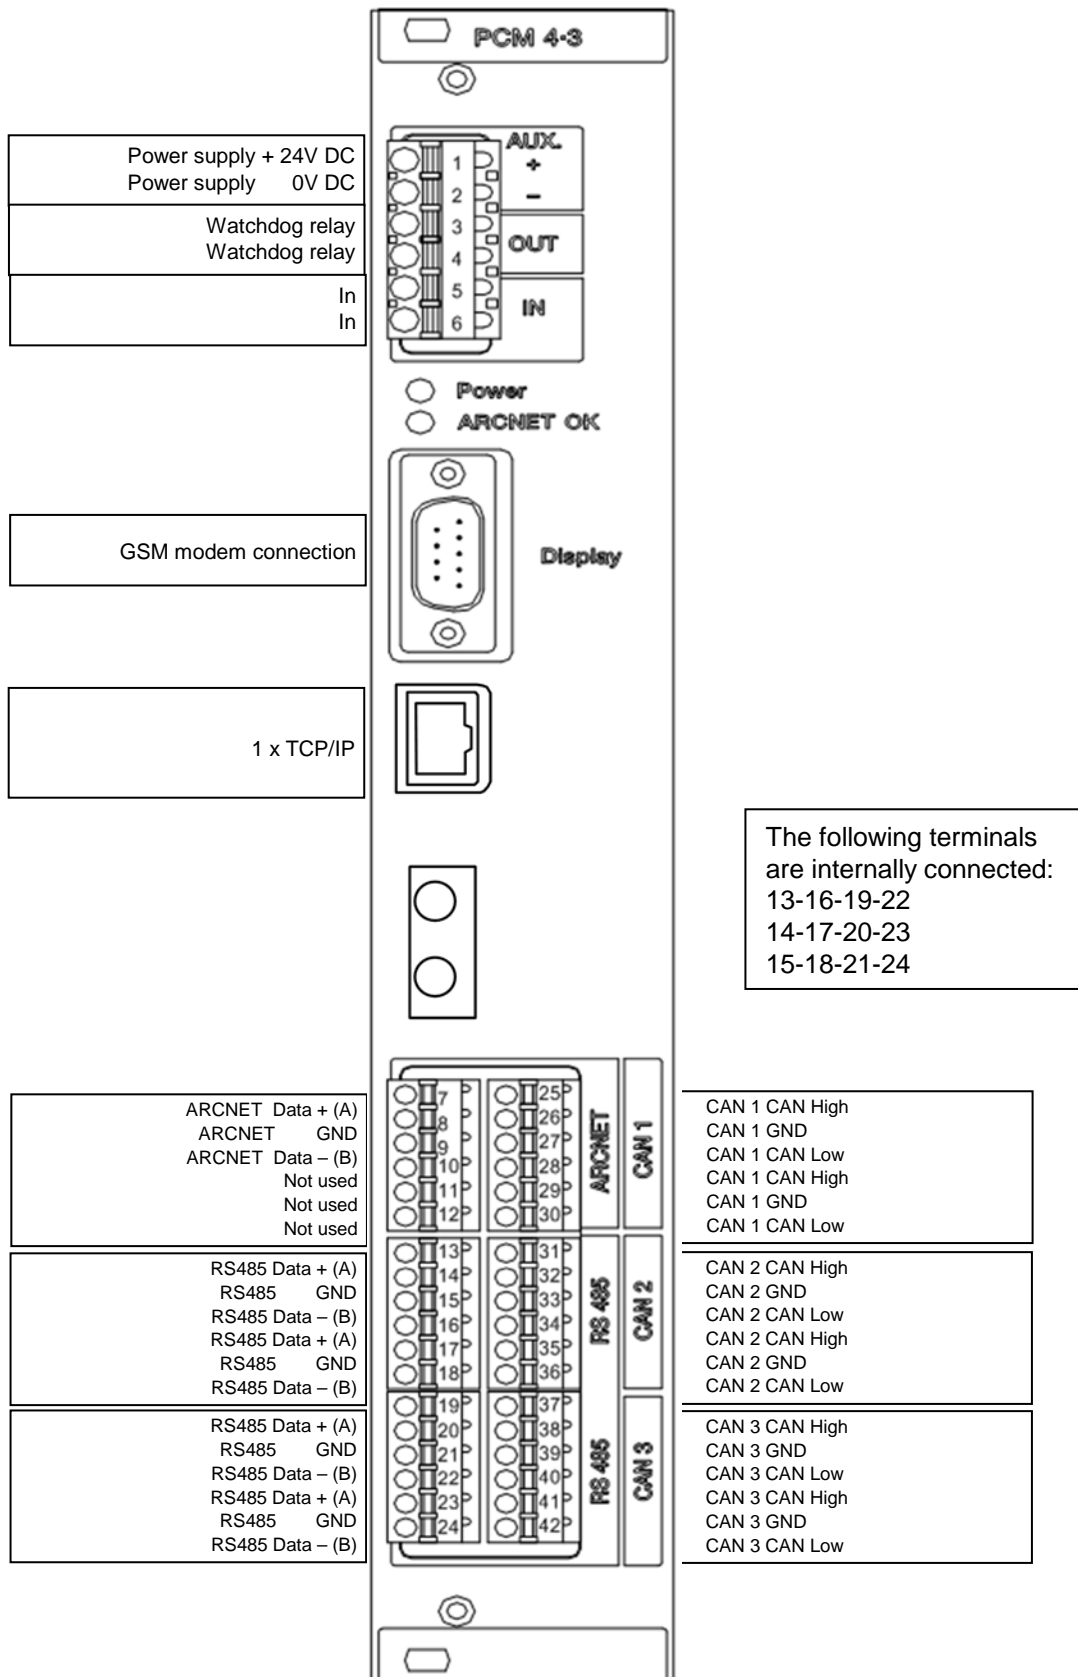 PCM 4-3
Power supply + 24V DC
Power supply 0V DC
Watchdog relay
Watchdog relay
In
In
1
2
3
4
5
6
AUX.
+
–
OUT
IN
Power
ARCNET OK
GSM modem connection
Display
1 x TCP/IP
The following terminals
are internally connected:
13-16-19-22
14-17-20-23
15-18-21-24
ARCNET Data + (A)
ARCNET GND
ARCNET Data – (B)
Not used
Not used
Not used
7
8
9
10
11
12
25
26
27
28
29
30
ARCNET
CAN 1
CAN 1 CAN High
CAN 1 GND
CAN 1 CAN Low
CAN 1 CAN High
CAN 1 GND
CAN 1 CAN Low
RS485 Data + (A)
RS485 GND
RS485 Data – (B)
RS485 Data + (A)
RS485 GND
RS485 Data – (B)
13
14
15
16
17
18
31
32
33
34
35
36
RS 485
CAN 2
CAN 2 CAN High
CAN 2 GND
CAN 2 CAN Low
CAN 2 CAN High
CAN 2 GND
CAN 2 CAN Low
RS485 Data + (A)
RS485 GND
RS485 Data – (B)
RS485 Data + (A)
RS485 GND
RS485 Data – (B)
19
20
21
22
23
24
37
38
39
40
41
42
RS 485
CAN 3
CAN 3 CAN High
CAN 3 GND
CAN 3 CAN Low
CAN 3 CAN High
CAN 3 GND
CAN 3 CAN Low